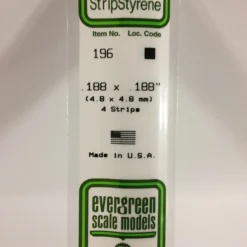 StripStyrene
Item No. Loc. Code
196
.188 x .188"
(4.8 x 4.8 mm)
4 Strips
Made in U.S.A.
evergreen
scale models